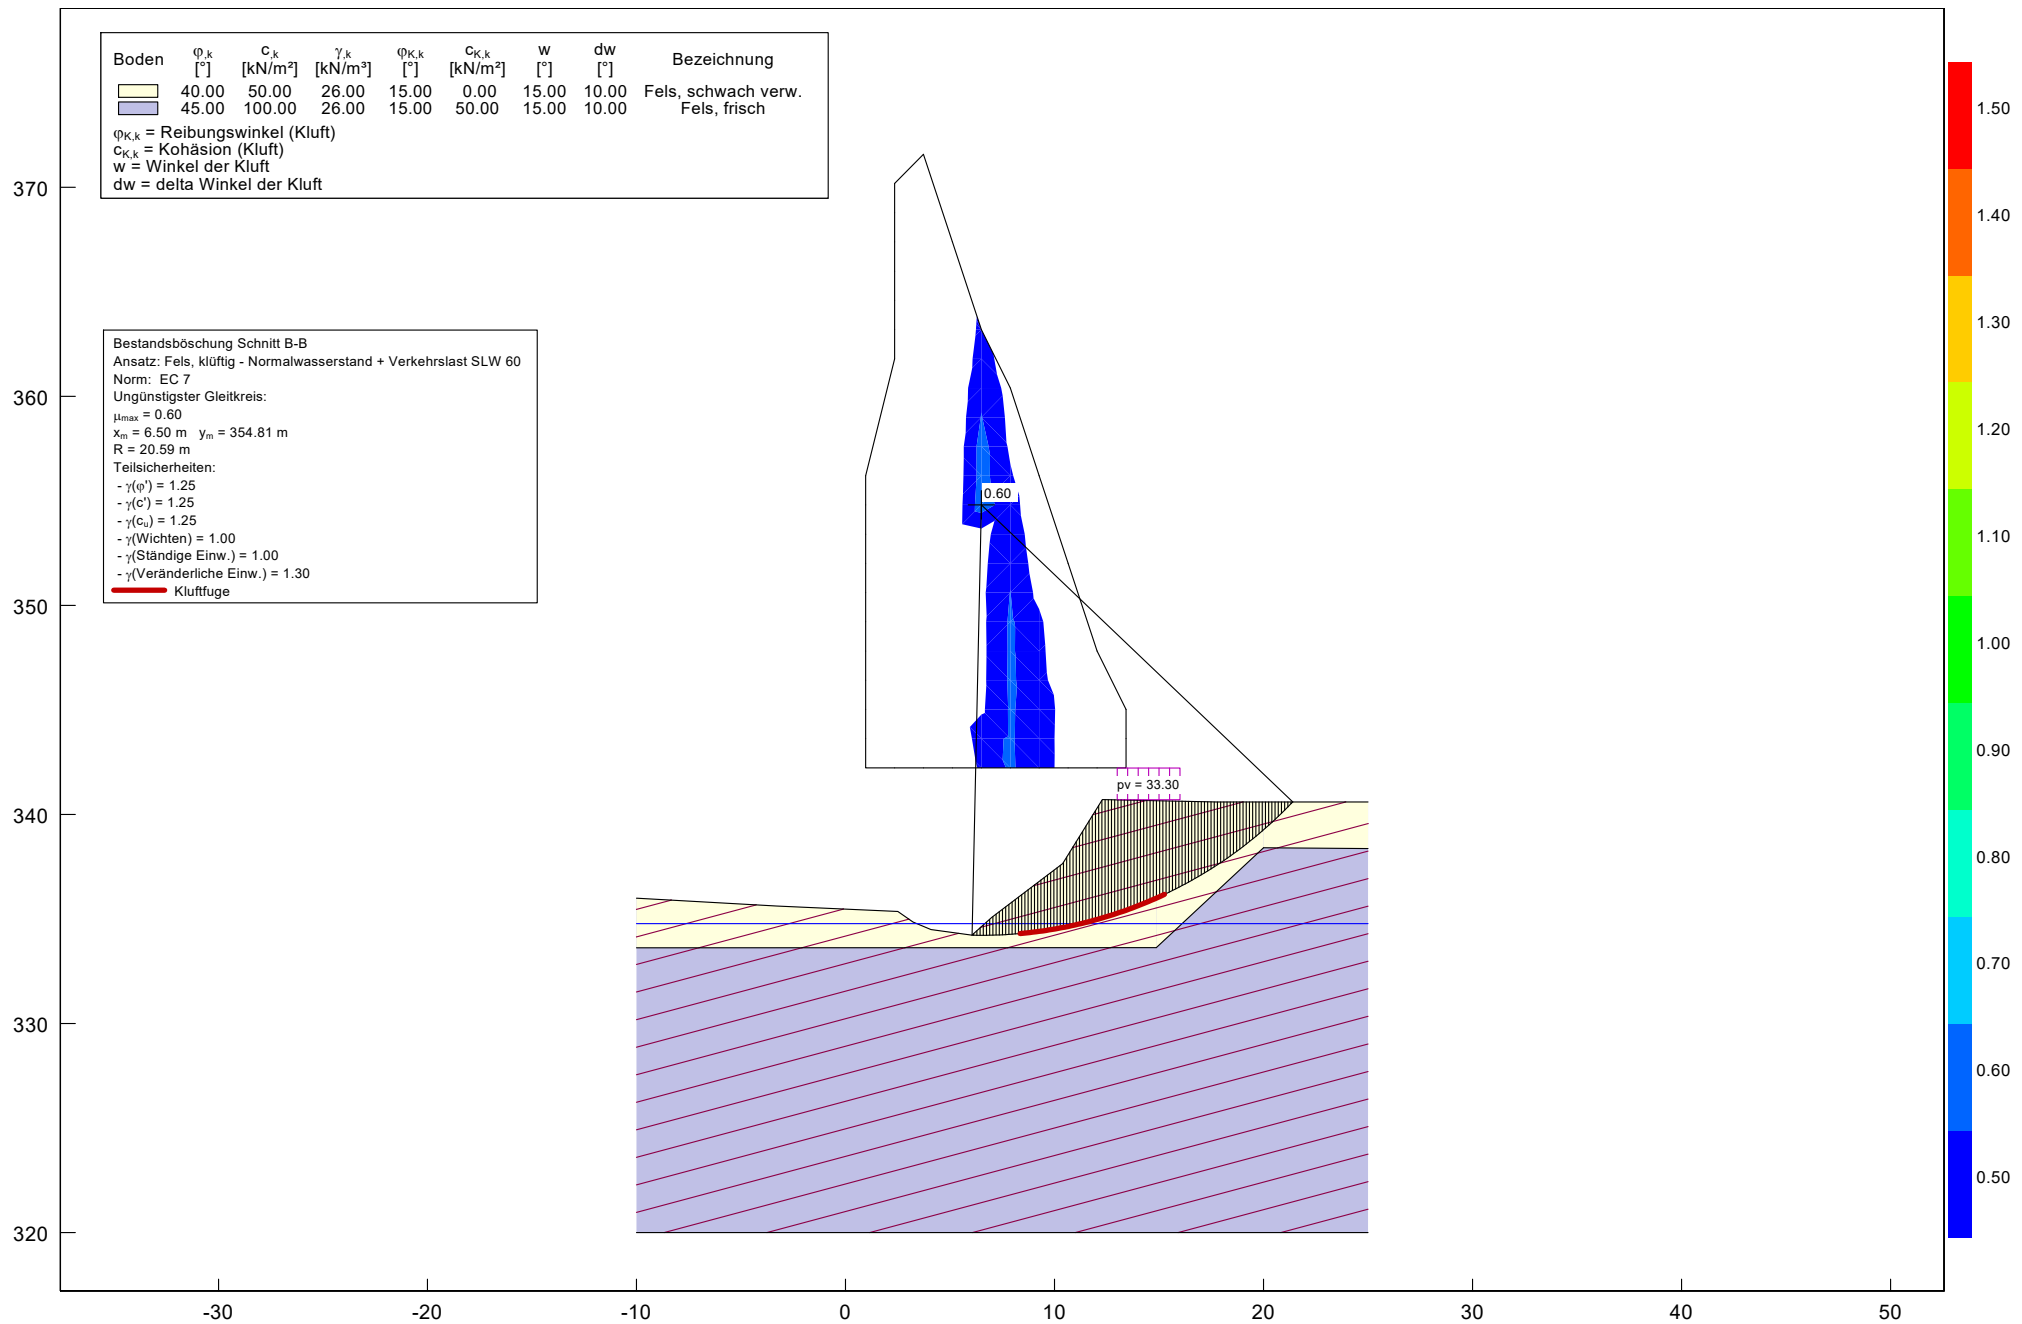 Boden φ,k c,k γ,k φK,k cK,k w dw Bezeichnung
[°] [kN/m²] [kN/m³] [°] [kN/m²] [°] [°]
40.00 50.00 26.00 15.00 0.00 15.00 10.00 Fels, schwach verw.
45.00 100.00 26.00 15.00 50.00 15.00 10.00 Fels, frisch
φK,k = Reibungswinkel (Kluft)
cK,k = Kohäsion (Kluft)
w = Winkel der Kluft
dw = delta Winkel der Kluft
Bestandsböschung Schnitt B-B
Ansatz: Fels, klüftig - Normalwasserstand + Verkehrslast SLW 60
Norm: EC 7
Ungünstigster Gleitkreis:
μmax = 0.60
xm = 6.50 m ym = 354.81 m
R = 20.59 m
Teilsicherheiten:
- γ(φ') = 1.25
- γ(c') = 1.25
- γ(cu) = 1.25
- γ(Wichten) = 1.00
- γ(Ständige Einw.) = 1.00
- γ(Veränderliche Einw.) = 1.30
Kluftfuge
0.60
pv = 33.30
370
360
350
340
330
320
-30 -20 -10 0 10 20 30 40 50
1.50
1.40
1.30
1.20
1.10
1.00
0.90
0.80
0.70
0.60
0.50